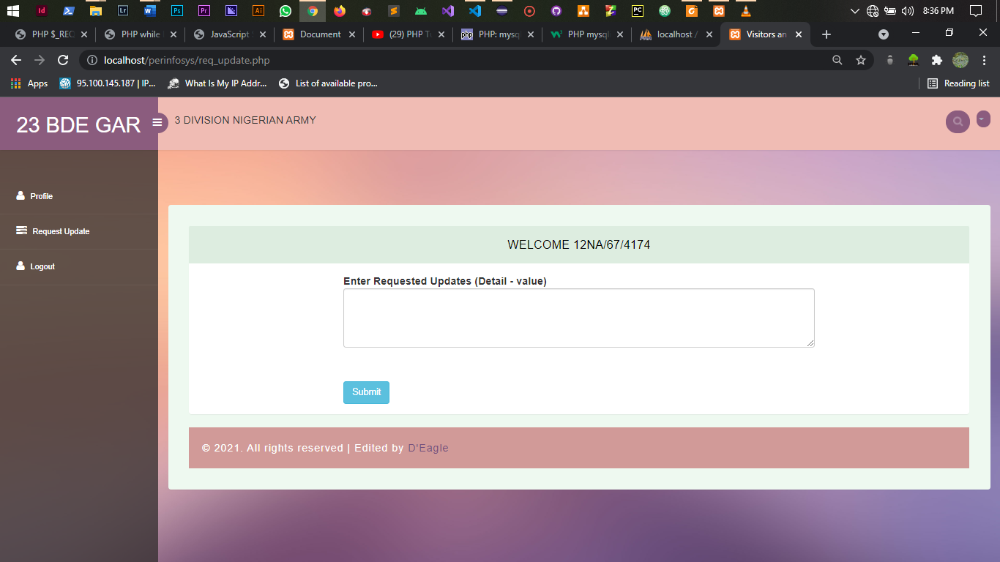 Id
Lr
Ps
Pr
Ai
PC
8:36 PM
PHP $_REQ
PHP while
JavaScript
Document
(29) PHP Tu
php
PHP: mysq
PHP mysql
localhost /
Visitors an
localhost/perinfosys/req_update.php
Apps
95.100.145.187 | IP...
What Is My IP Addr...
List of available pro...
Reading list
23 BDE GAR
3 DIVISION NIGERIAN ARMY
Profile
Request Update
Logout
WELCOME 12NA/67/4174
Enter Requested Updates (Detail - value)
Submit
© 2021. All rights reserved | Edited by D'Eagle